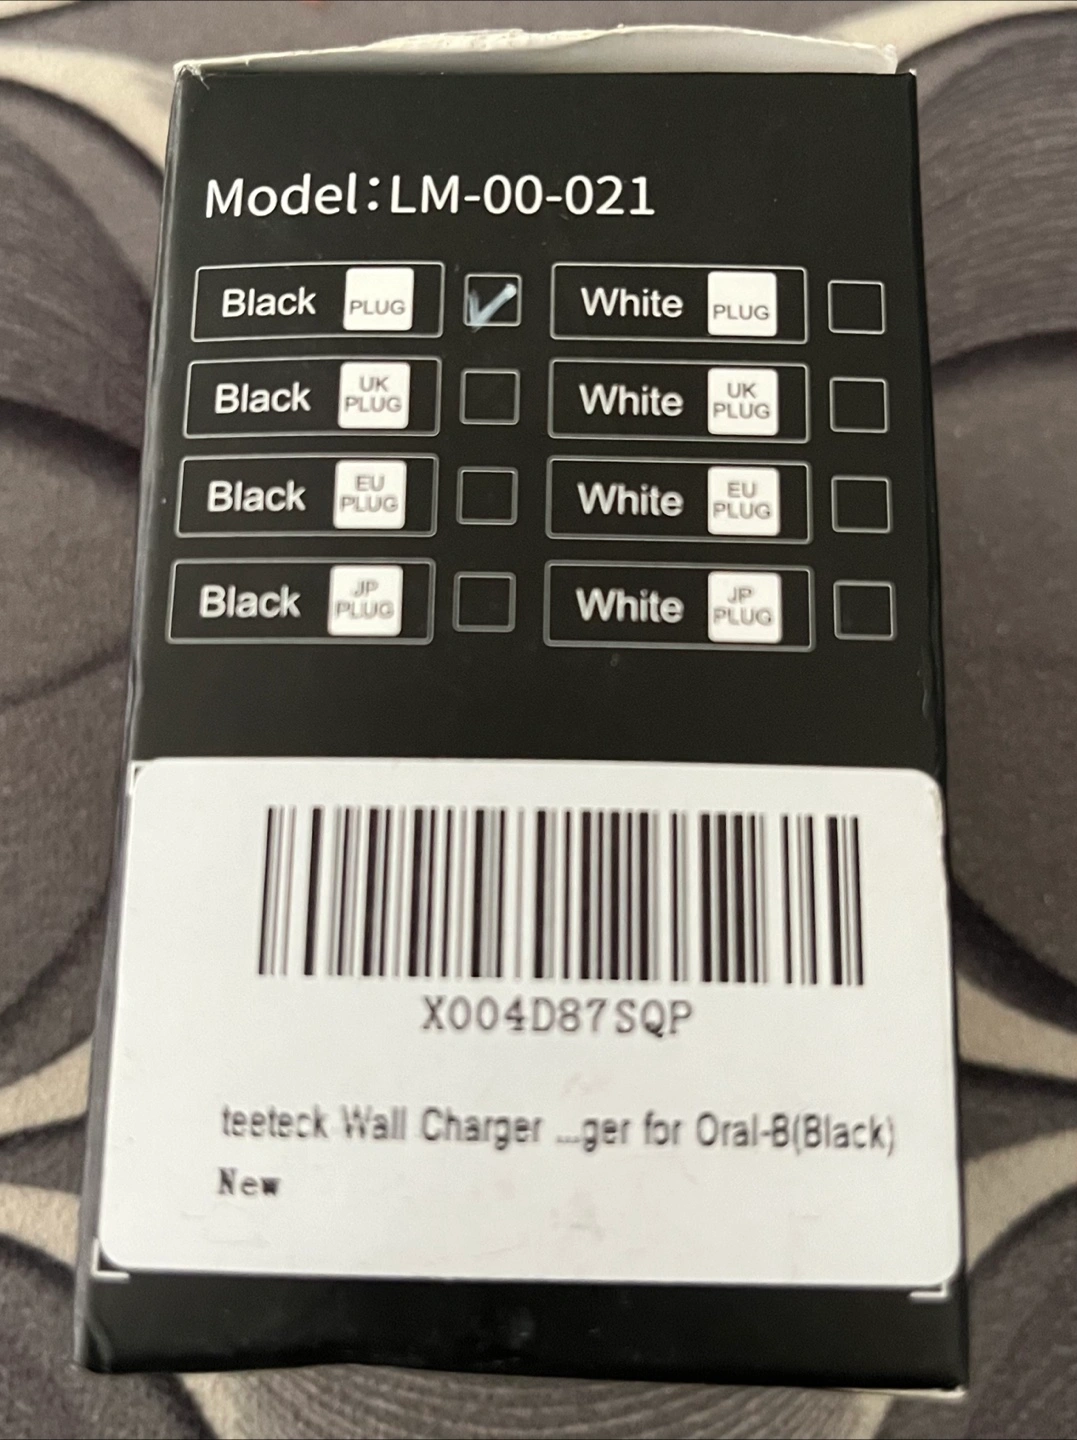 Model:LM-00-021
Black PLUG White PLUG
Black UK PLUG White UK PLUG
Black EU PLUG White EU PLUG
Black JP PLUG White JP PLUG
X004D87SQP
teeteck Wall Charger ...ger for Oral-B(Black)
New